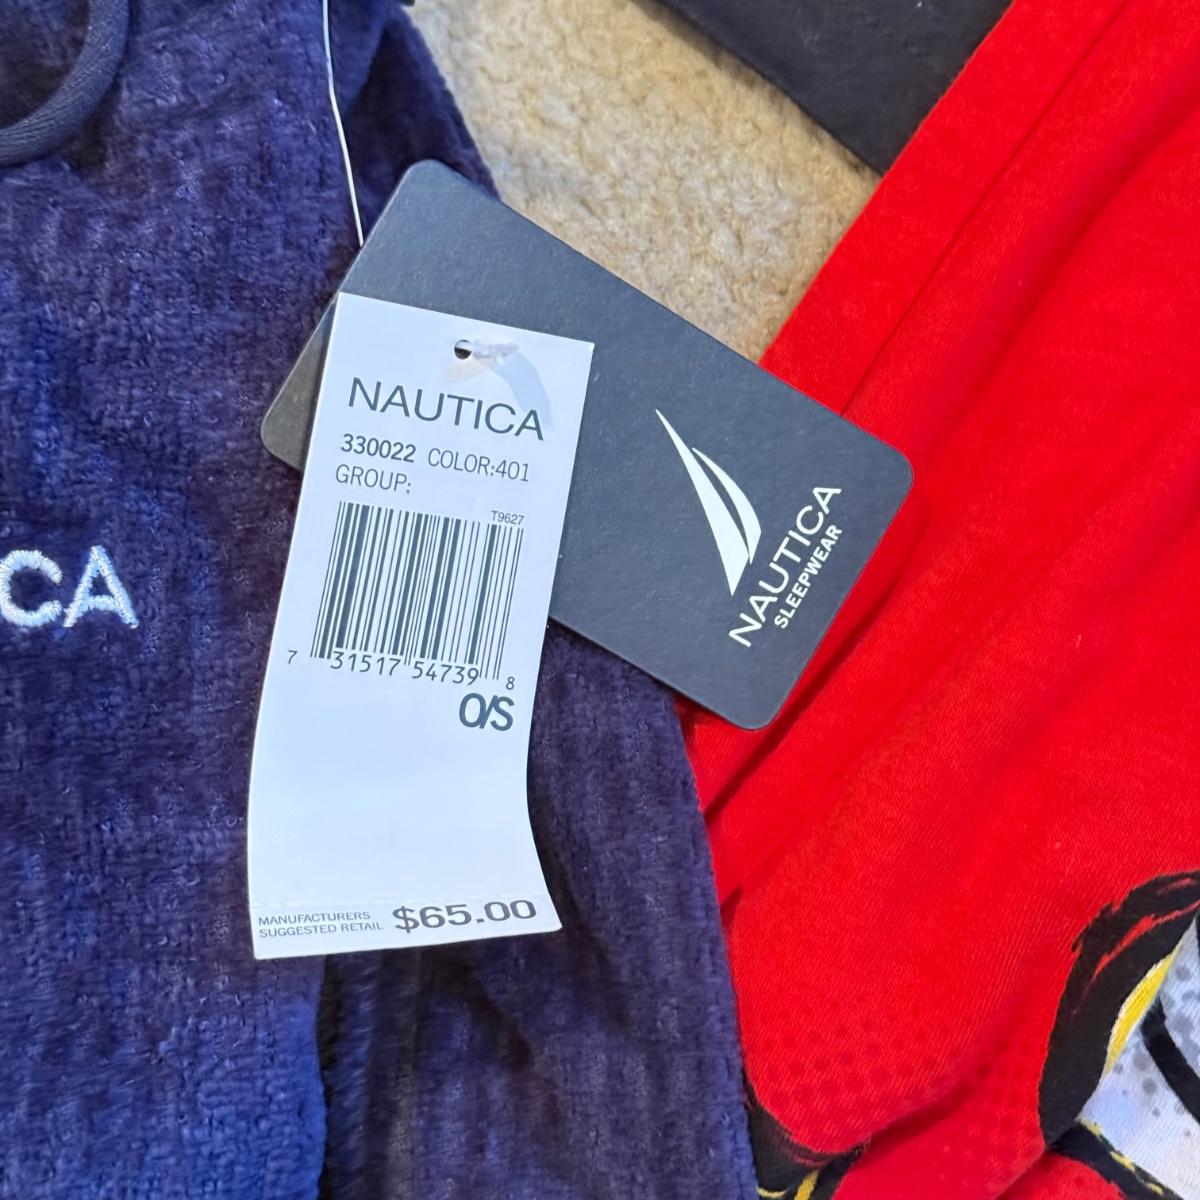 NAUTICA
330022 COLOR:401
GROUP:
T9627
7 31517 54739 8
O/S
MANUFACTURERS
SUGGESTED RETAIL $65.00
NAUTICA
SLEEPWEAR
CA